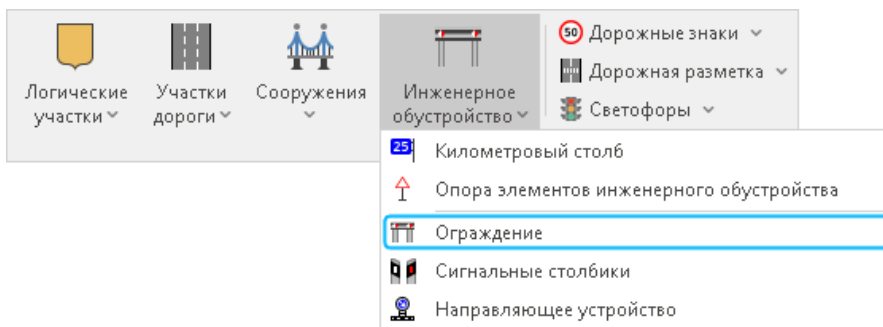 Логические
участки
Участки
дороги
Сооружения
Инженерное
обустройство
50 Дорожные знаки
Дорожная разметка
Светофоры
25 Километровый столб
Опора элементов инженерного обустройства
Ограждение
Сигнальные столбики
Направляющее устройство